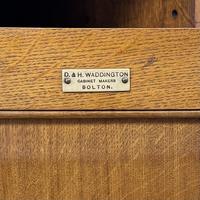 D. & H. WADDINGTON
CABINET MAKERS
BOLTON.